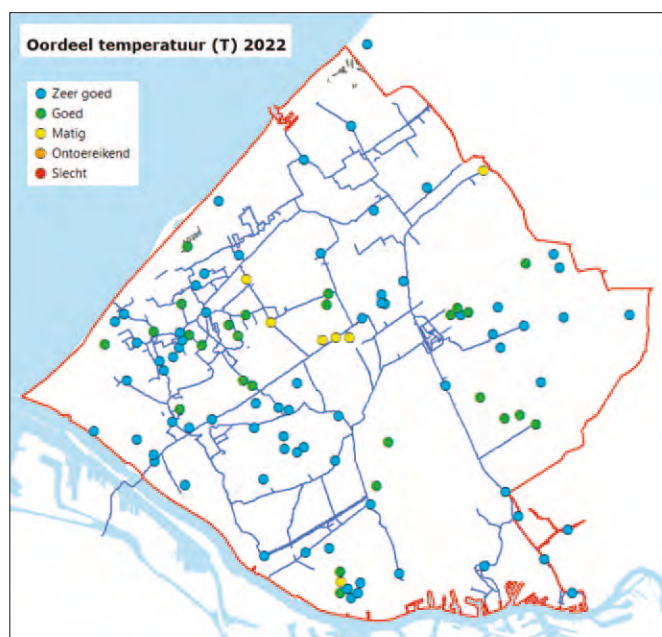 Oordeel temperatuur (T) 2022
Zeer goed
Goed
Matig
Ontoereikend
Slecht